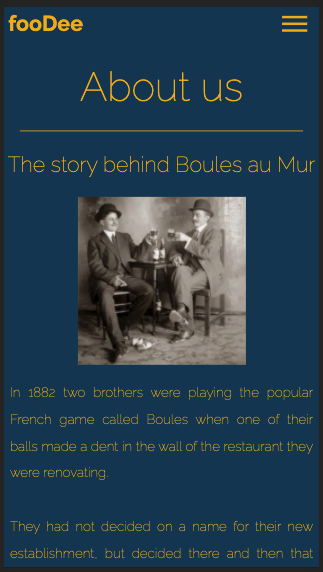 fooDee
About us
The story behind Boules au Mur
In 1882 two brothers were playing the popular
French game called Boules when one of their
balls made a dent in the wall of the restaurant they
were renovating.
They had not decided on a name for their new
establishment, but decided there and then that